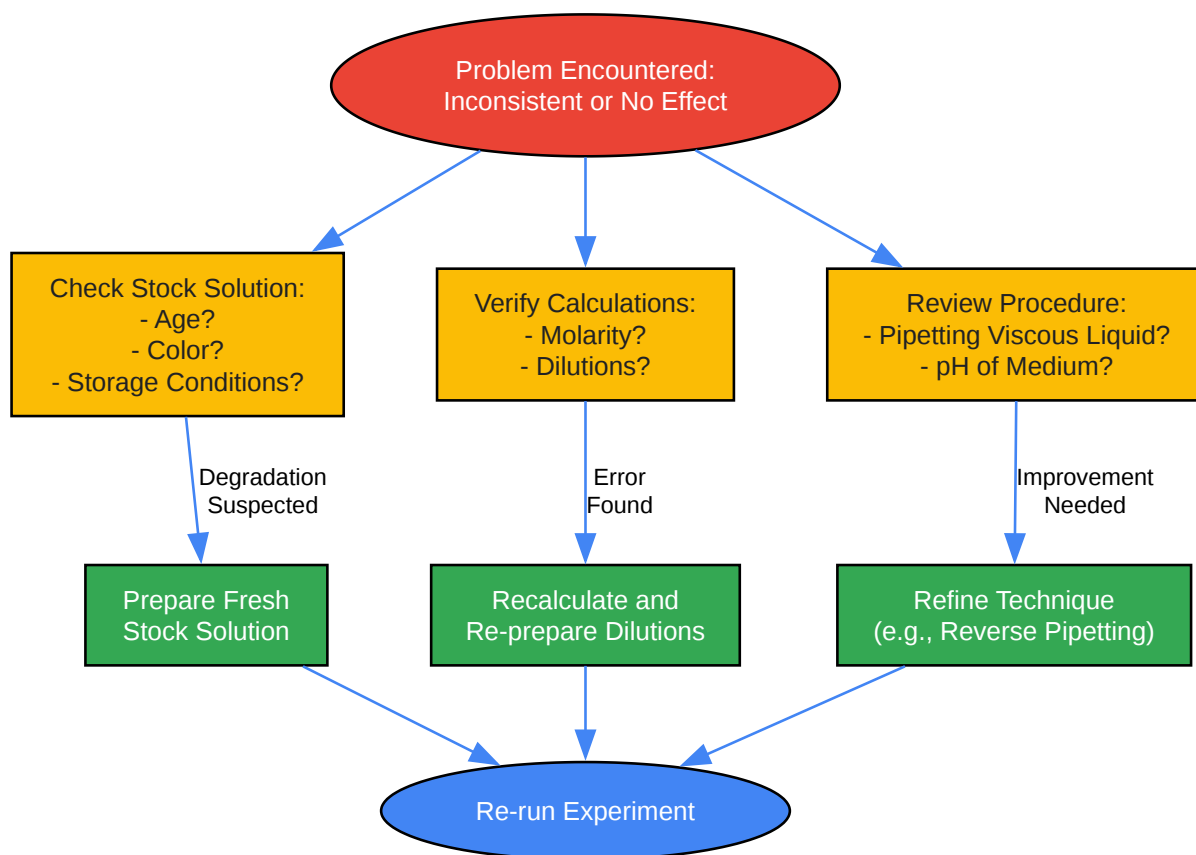 Problem Encountered:
Inconsistent or No Effect
Check Stock Solution:
- Age?
- Color?
- Storage Conditions?
Verify Calculations:
- Molarity?
- Dilutions?
Review Procedure:
- Pipetting Viscous Liquid?
- pH of Medium?
Degradation
Suspected
Error
Found
Improvement
Needed
Prepare Fresh
Stock Solution
Recalculate and
Re-prepare Dilutions
Refine Technique
(e.g., Reverse Pipetting)
Re-run Experiment